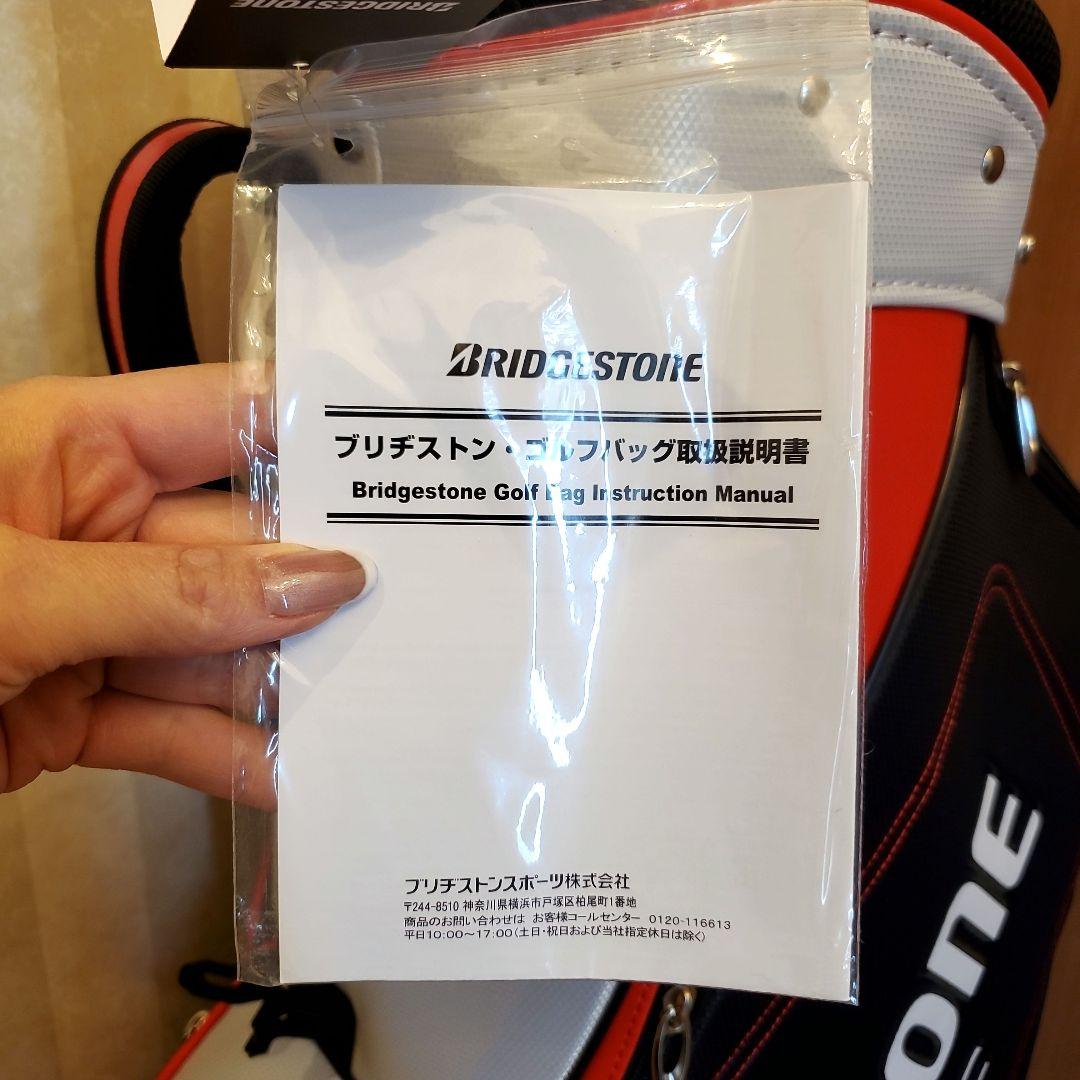 BRIDGESTONE
BRIDGESTONE
ブリヂストン・ゴルフバッグ取扱説明書
Bridgestone Golf Bag Instruction Manual
ブリヂストンスポーツ株式会社
〒244-8510 神奈川県横浜市戸塚区柏尾町1番地
商品のお問い合わせは お客様コールセンター 0120-116613
平日10:00～17:00(土日・祝日および当社指定休日は除く)
ONE